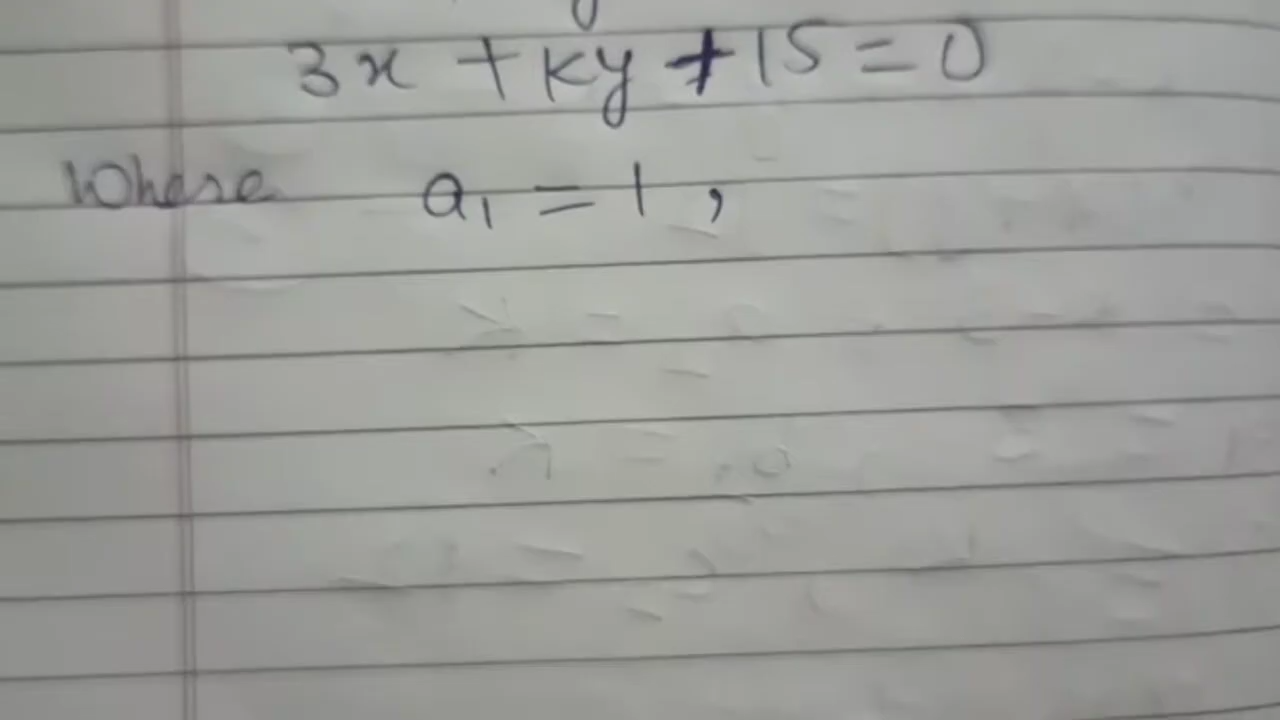 3x + ky + 15 = 0
Where a₁ = 1 ,